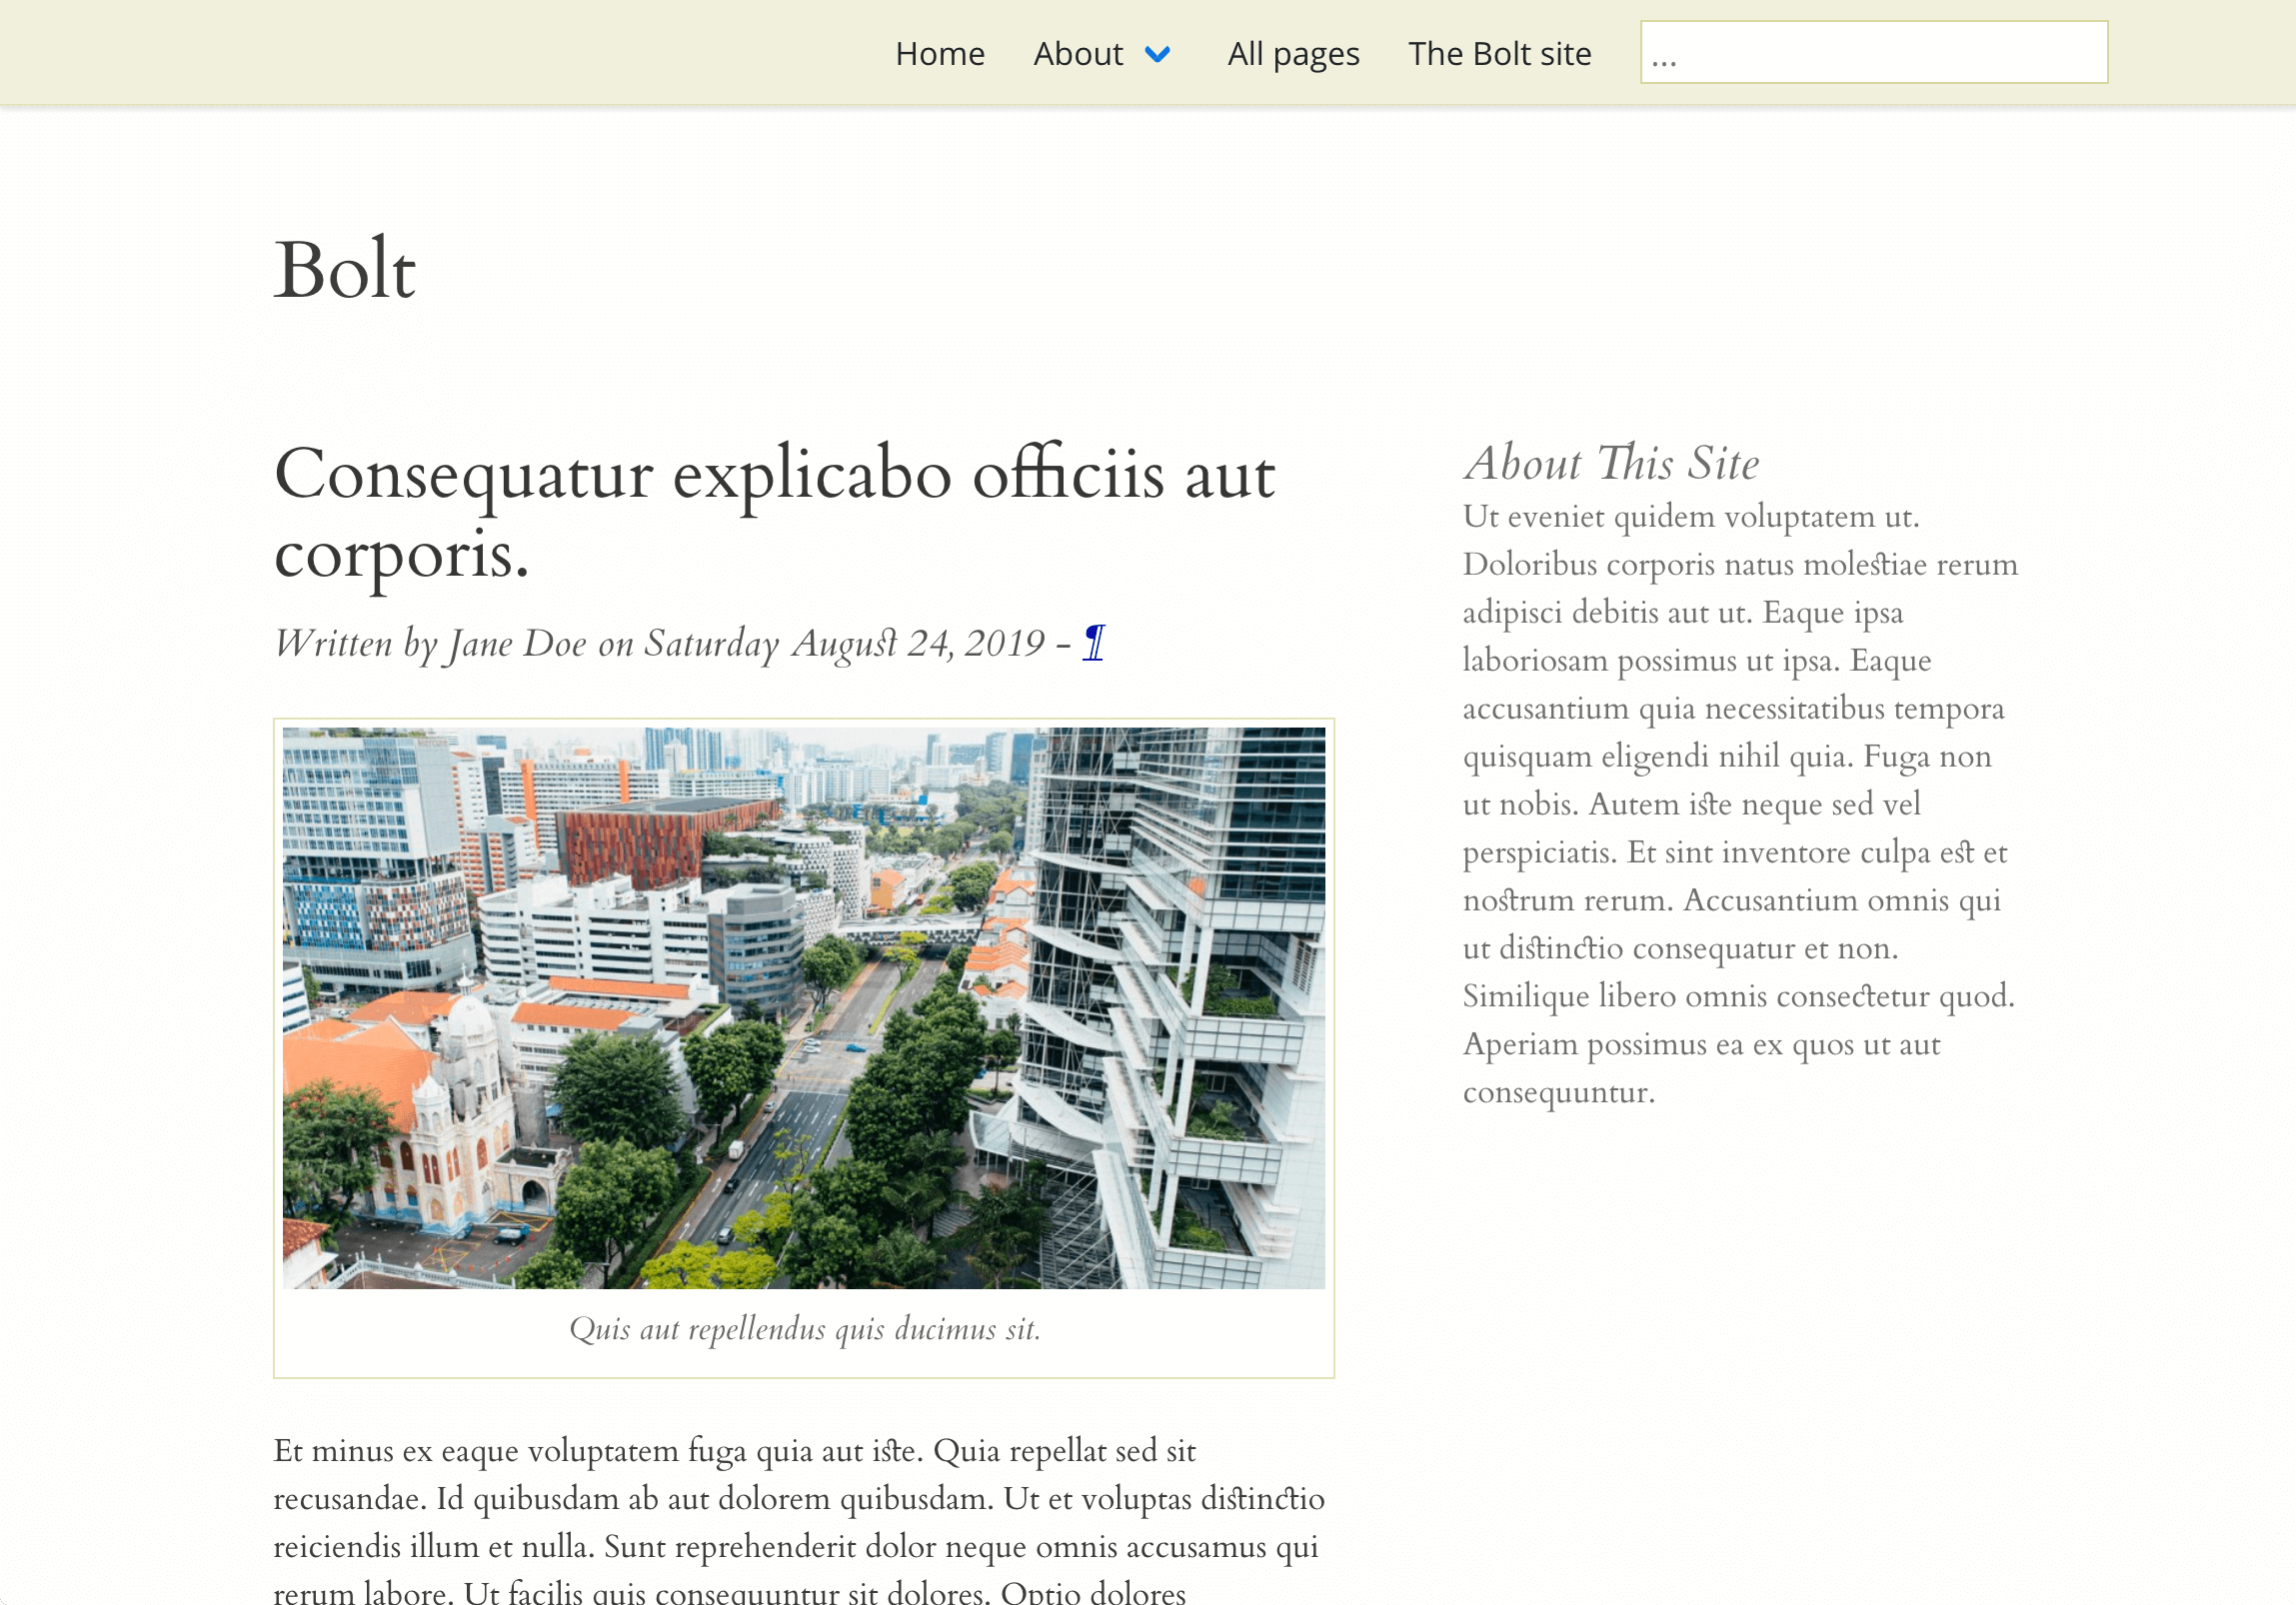 Home About All pages The Bolt site ...
Bolt
Consequatur explicabo officiis aut
corporis.
Written by Jane Doe on Saturday August 24, 2019 - ¶
Quis aut repellendus quis ducimus sit.
Et minus ex eaque voluptatem fuga quia aut iste. Quia repellat sed sit
recusandae. Id quibusdam ab aut dolorem quibusdam. Ut et voluptas distinctio
reiciendis illum et nulla. Sunt reprehenderit dolor neque omnis accusamus qui
rerum labore. Ut facilis quis consequuntur sit dolores. Optio dolores
About This Site
Ut eveniet quidem voluptatem ut.
Doloribus corporis natus molestiae rerum
adipisci debitis aut ut. Eaque ipsa
laboriosam possimus ut ipsa. Eaque
accusantium quia necessitatibus tempora
quisquam eligendi nihil quia. Fuga non
ut nobis. Autem iste neque sed vel
perspiciatis. Et sint inventore culpa est et
nostrum rerum. Accusantium omnis qui
ut distinctio consequatur et non.
Similique libero omnis consectetur quod.
Aperiam possimus ea ex quos ut aut
consequuntur.